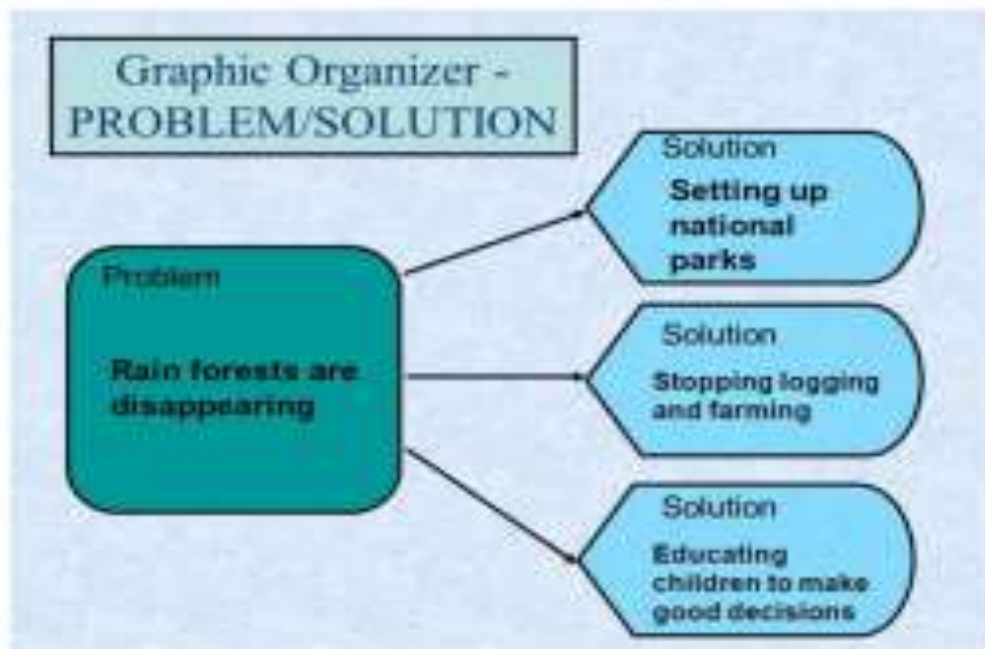 Graphic Organizer -
PROBLEM/SOLUTION
Problem
Rain forests are
disappearing
Solution
Setting up
national
parks
Solution
Stopping logging
and farming
Solution
Educating
children to make
good decisions